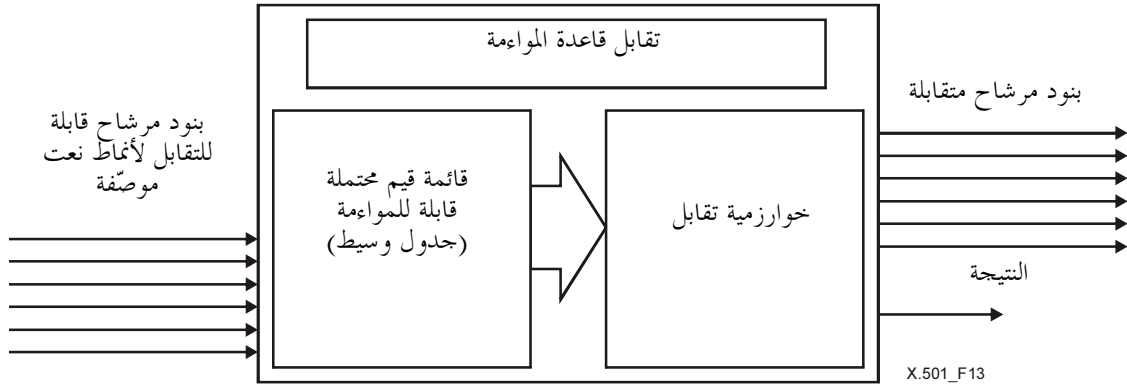 تقابل قاعدة المواءمة
بنود مرشاح قابلة
للتقابل لأنماط نعت
موصّفة
قائمة قيم محتملة
قابلة للمواءمة
(جدول وسيط)
خوارزمية تقابل
بنود مرشاح متقابلة
النتيجة
X.501_F13